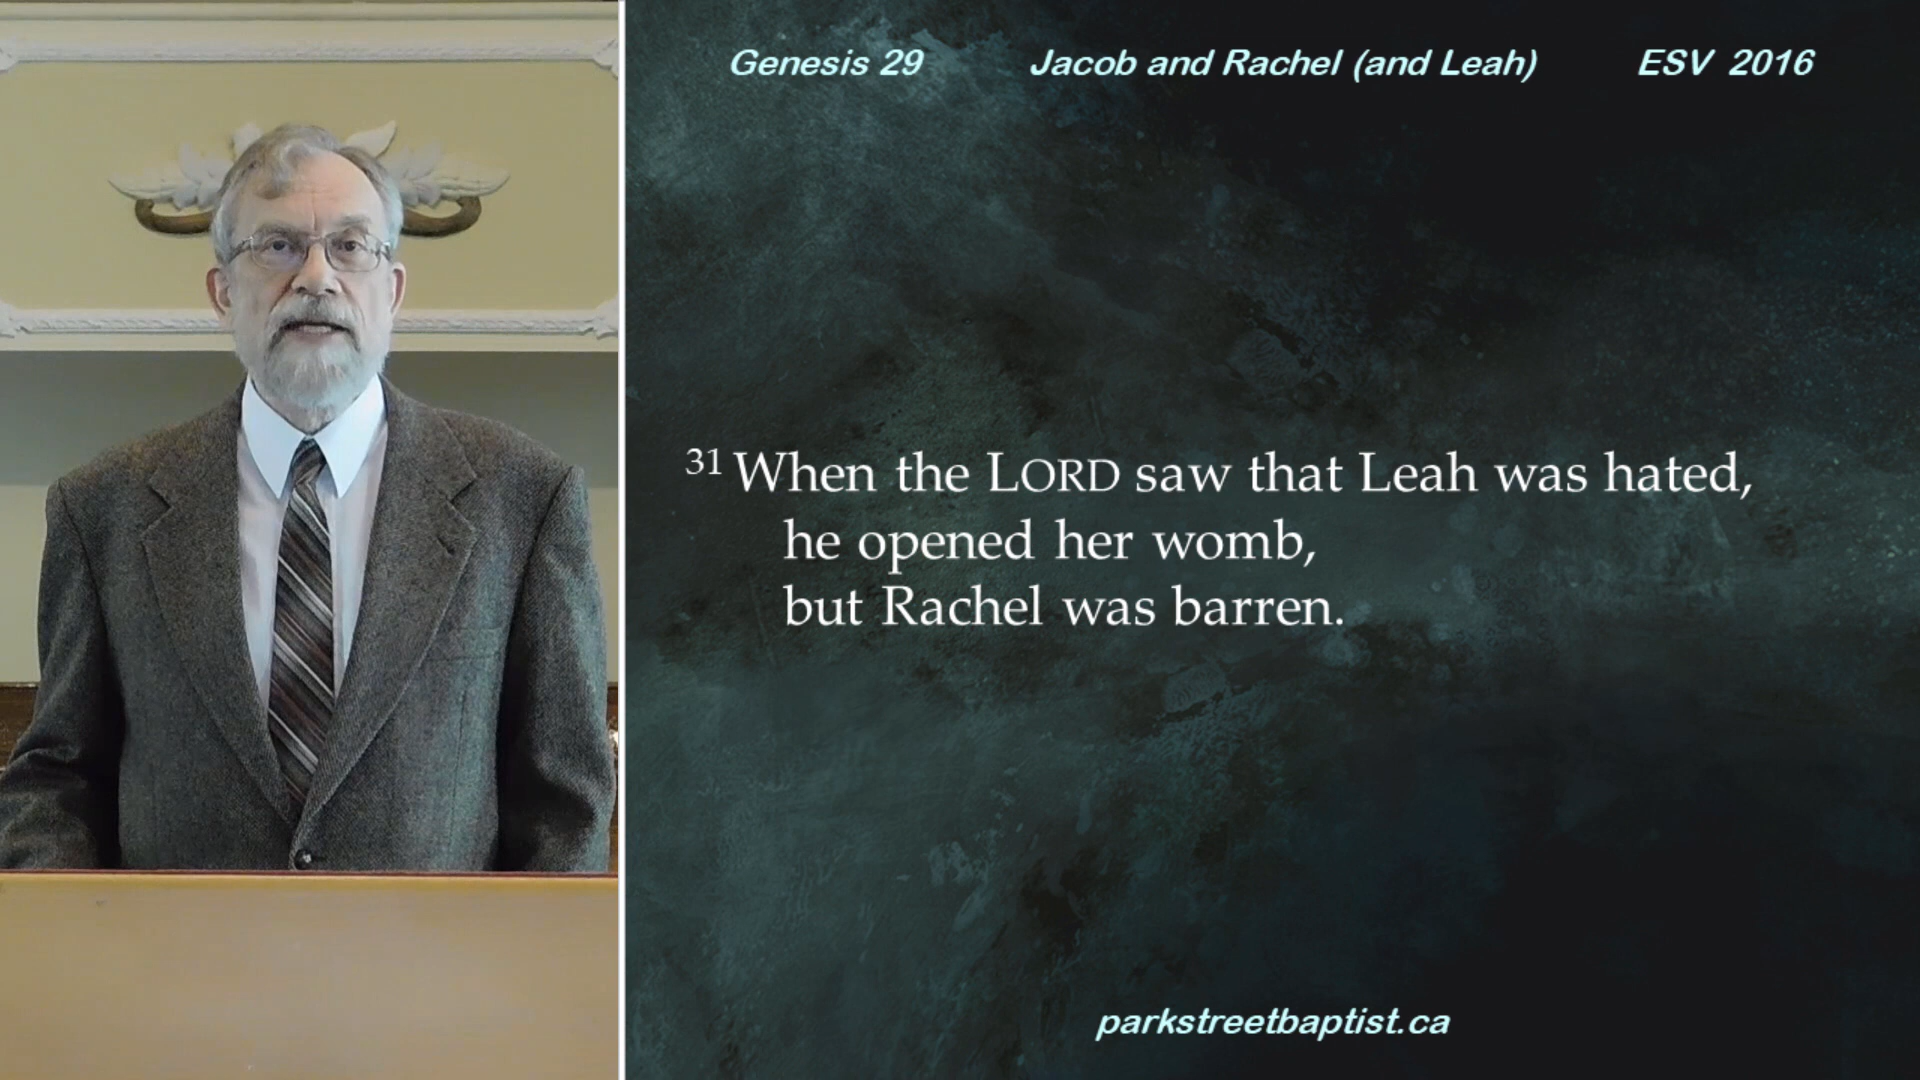 Genesis 29 Jacob and Rachel (and Leah) ESV 2016
31 When the LORD saw that Leah was hated,
he opened her womb,
but Rachel was barren.
parkstreetbaptist.ca